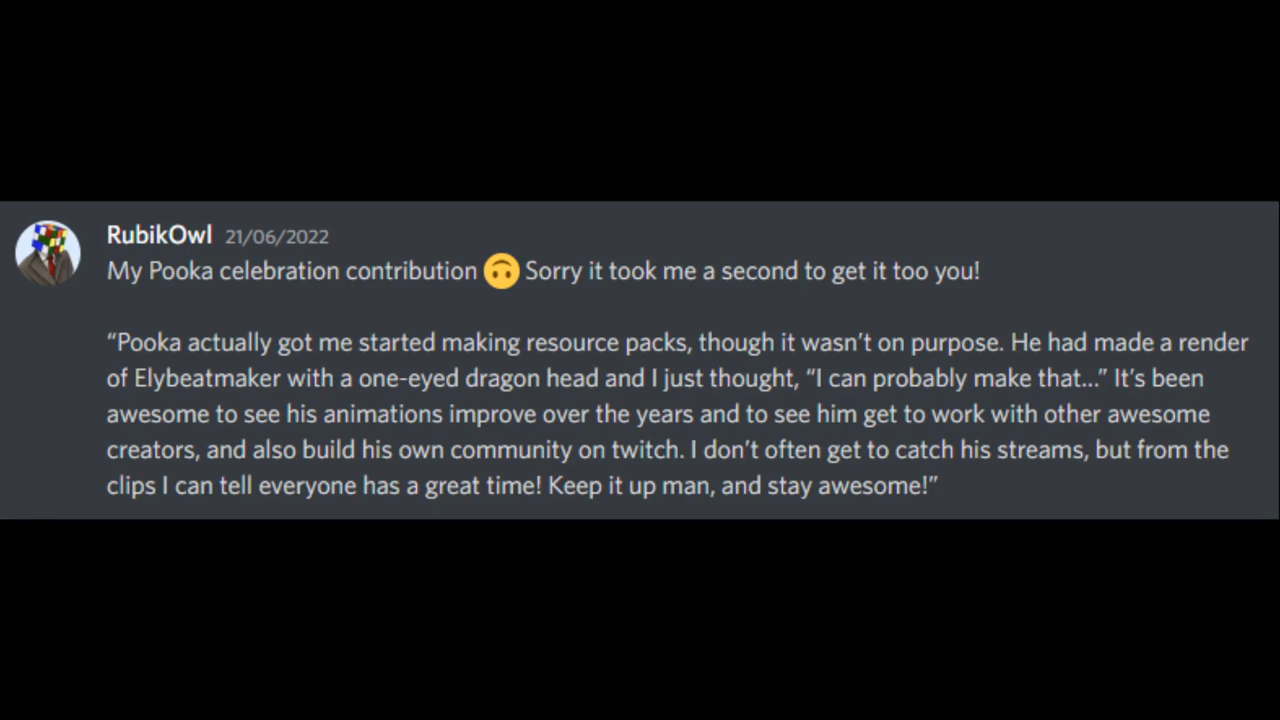 RubikOwl 21/06/2022
My Pooka celebration contribution 🙃 Sorry it took me a second to get it too you!
“Pooka actually got me started making resource packs, though it wasn’t on purpose. He had made a render
of Elybeatmaker with a one-eyed dragon head and I just thought, “I can probably make that...” It’s been
awesome to see his animations improve over the years and to see him get to work with other awesome
creators, and also build his own community on twitch. I don’t often get to catch his streams, but from the
clips I can tell everyone has a great time! Keep it up man, and stay awesome!”